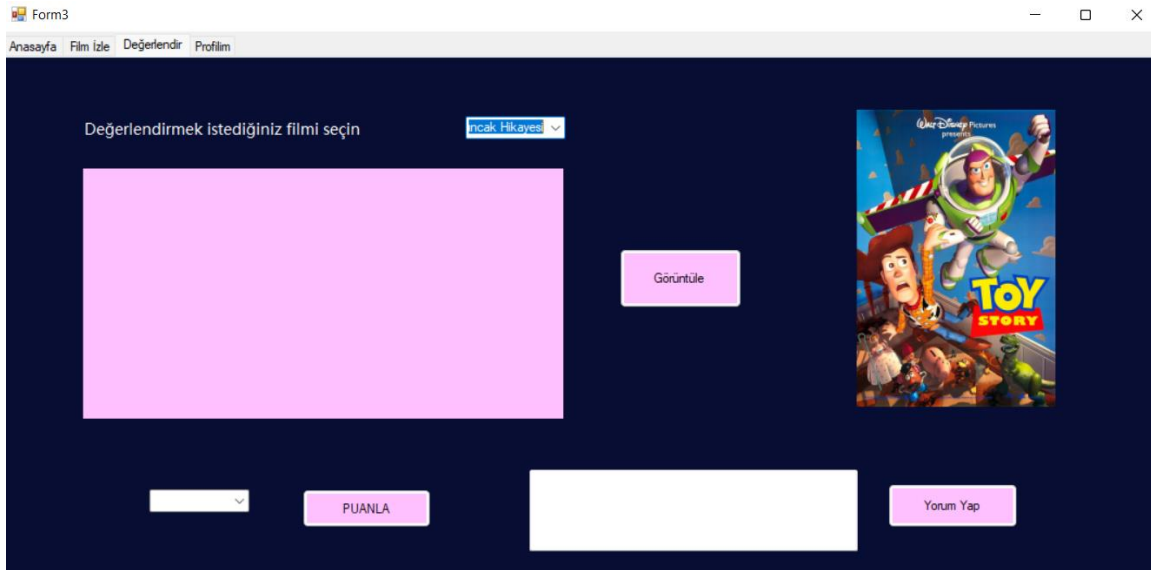 Form3
Anasayfa Film İzle Değerlendir Profilim
Değerlendirmek istediğiniz filmi seçin
ncak Hikayesi
WALT DISNEY Pictures
presents
Görüntüle
TOY
STORY
PUANLA
Yorum Yap